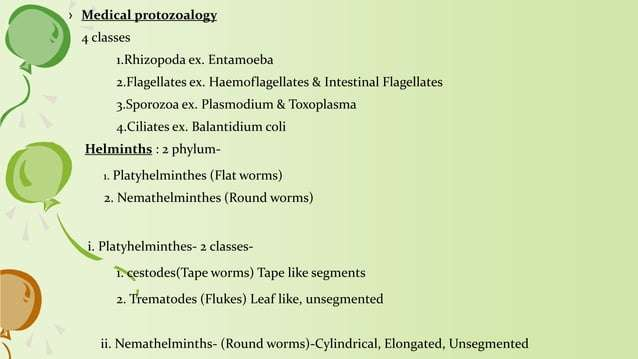 › Medical protozoalogy
4 classes
1.Rhizopoda ex. Entamoeba
2.Flagellates ex. Haemoflagellates & Intestinal Flagellates
3.Sporozoa ex. Plasmodium & Toxoplasma
4.Ciliates ex. Balantidium coli
Helminths : 2 phylum-
1. Platyhelminthes (Flat worms)
2. Nemathelminthes (Round worms)
i. Platyhelminthes- 2 classes-
1. cestodes(Tape worms) Tape like segments
2. Trematodes (Flukes) Leaf like, unsegmented
ii. Nemathelminths- (Round worms)-Cylindrical, Elongated, Unsegmented